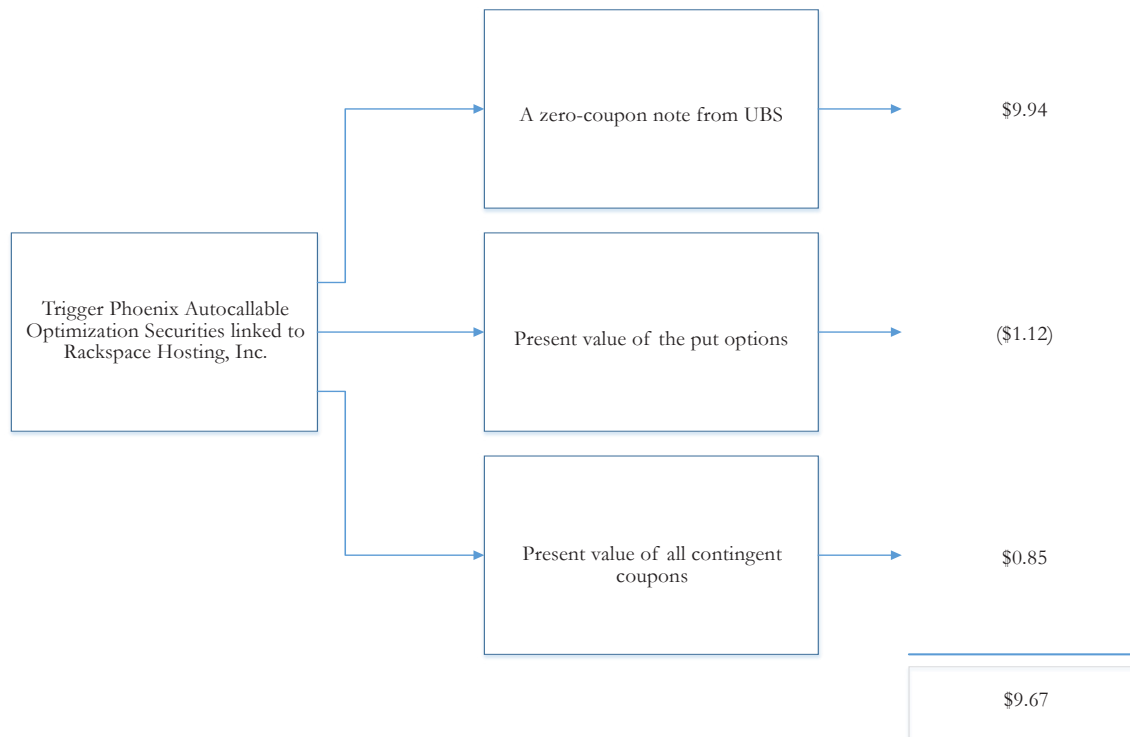 A zero-coupon note from UBS
$9.94
Trigger Phoenix Autocallable
Optimization Securities linked to
Rackspace Hosting, Inc.
Present value of the put options
($1.12)
Present value of all contingent
coupons
$0.85
$9.67